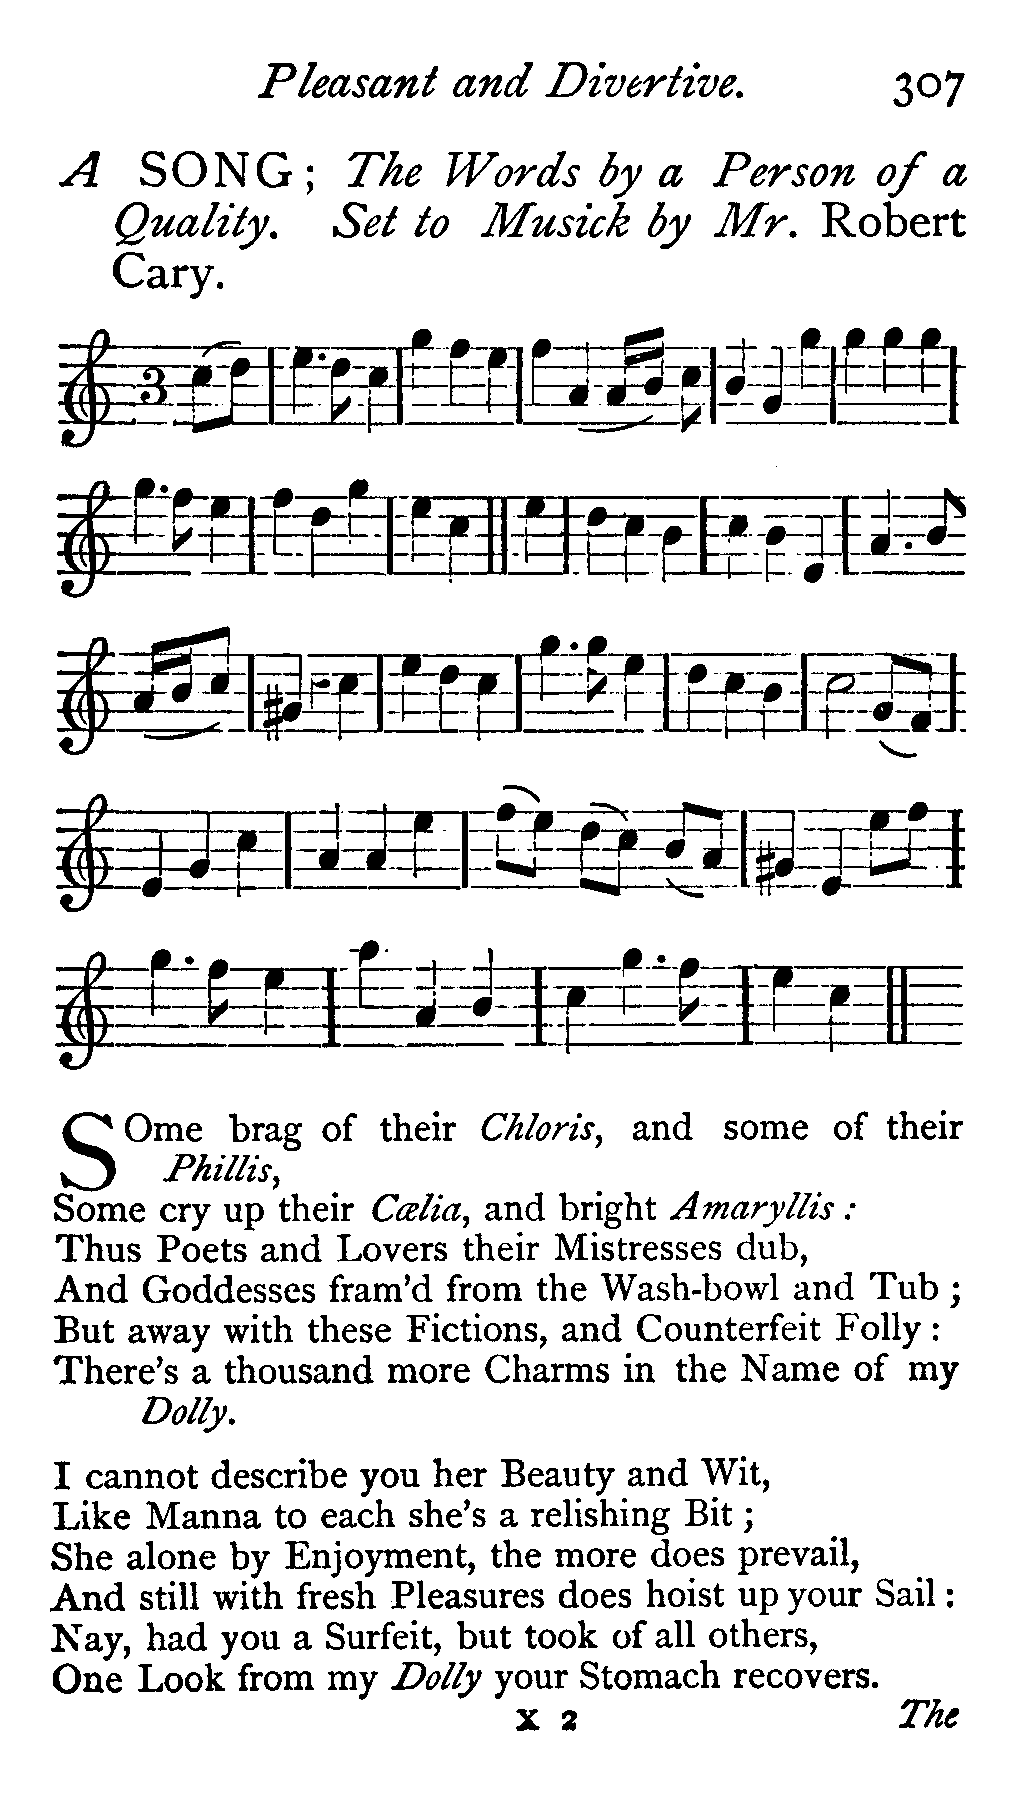 Pleasant and Divertive. 307
A SONG; The Words by a Person of a
Quality. Set to Musick by Mr. Robert
Cary.
3
SOme brag of their Chloris, and some of their
Phillis,
Some cry up their Cælia, and bright Amaryllis :
Thus Poets and Lovers their Mistresses dub,
And Goddesses fram'd from the Wash-bowl and Tub ;
But away with these Fictions, and Counterfeit Folly :
There's a thousand more Charms in the Name of my
Dolly.
I cannot describe you her Beauty and Wit,
Like Manna to each she's a relishing Bit ;
She alone by Enjoyment, the more does prevail,
And still with fresh Pleasures does hoist up your Sail :
Nay, had you a Surfeit, but took of all others,
One Look from my Dolly your Stomach recovers.
X 2 The